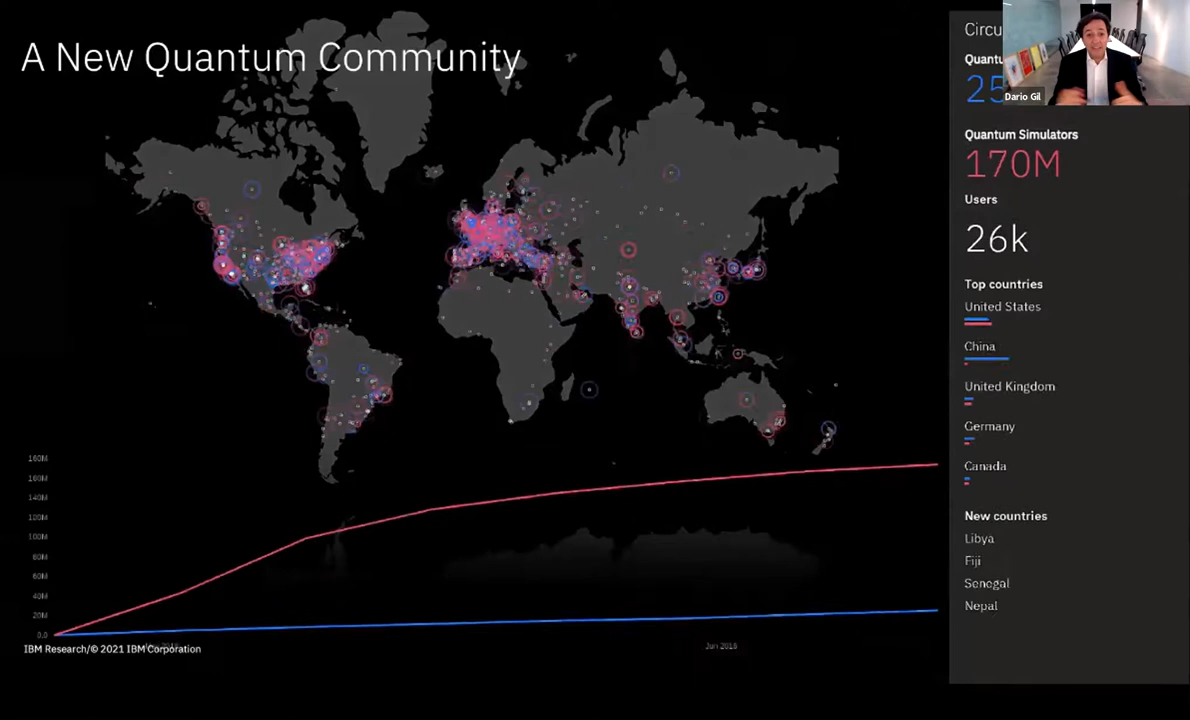 A New Quantum Community
Circu
Quantu
25
Dario Gil
Quantum Simulators
170M
Users
26k
Top countries
United States
China
United Kingdom
Germany
Canada
New countries
Libya
Fiji
Senegal
Nepal
180M
160M
140M
120M
100M
80M
60M
40M
20M
0.0
Jun 2018
IBM Research/© 2021 IBM Corporation